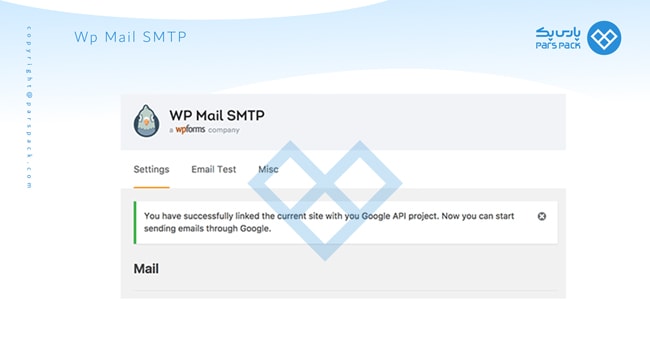 Wp Mail SMTP
پارس پک
PARS PACK
copyright@parspack.com
WP Mail SMTP
a wpforms company
Settings
Email Test
Misc
You have successfully linked the current site with you Google API project. Now you can start
sending emails through Google.
Mail